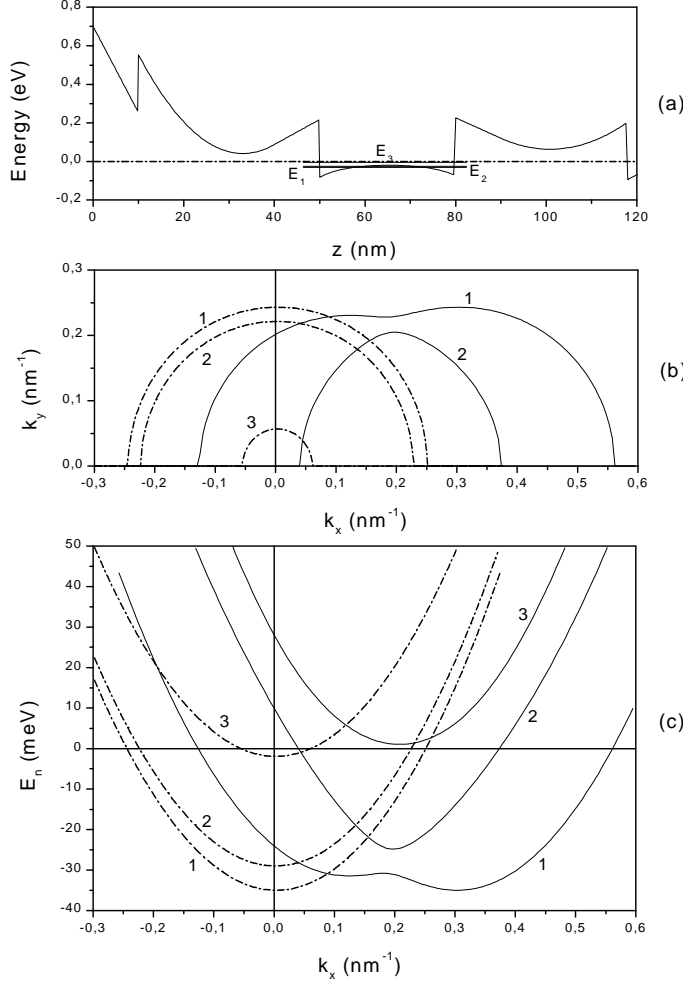 0,8
0,6
0,4
0,2
0,0
-0,2
Energy (eV)
E3
E1
E2
(a)
0 20 40 60 80 100 120
z (nm)
0,3
0,2
0,1
0,0
k_y (nm^-1)
1
2
3
1
2
(b)
-0,3 -0,2 -0,1 0,0 0,1 0,2 0,3 0,4 0,5 0,6
k_x (nm^-1)
50
40
30
20
10
0
-10
-20
-30
-40
E_n (meV)
3
3
2
2
1
1
(c)
-0,3 -0,2 -0,1 0,0 0,1 0,2 0,3 0,4 0,5 0,6
k_x (nm^-1)